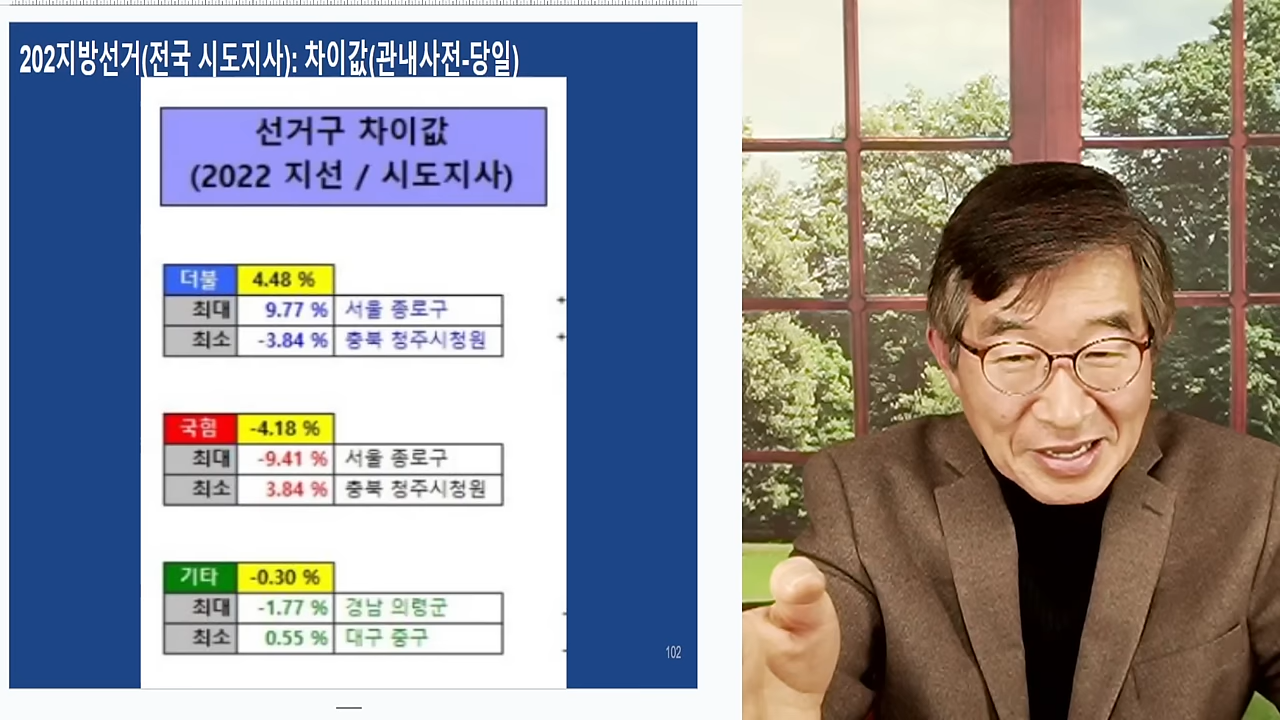 202지방선거(전국 시도지사): 차이값(관내사전-당일)
선거구 차이값
(2022 지선 / 시도지사)
더불 4.48 %
최대 9.77 % 서울 종로구
최소 -3.84 % 충북 청주시청원
국힘 -4.18 %
최대 -9.41 % 서울 종로구
최소 3.84 % 충북 청주시청원
기타 -0.30 %
최대 -1.77 % 경남 의령군
최소 0.55 % 대구 중구
102